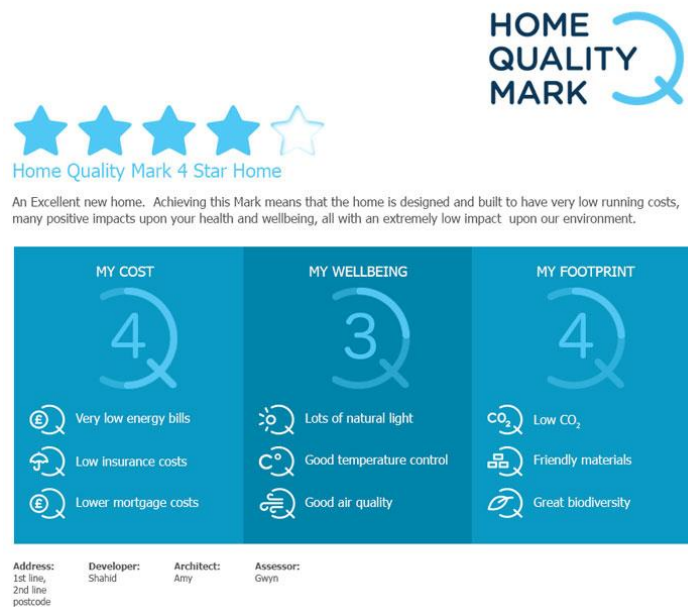 HOME
QUALITY
MARK
Home Quality Mark 4 Star Home
An Excellent new home. Achieving this Mark means that the home is designed and built to have very low running costs,
many positive impacts upon your health and wellbeing, all with an extremely low impact upon our environment.
MY COST
4
£ Very low energy bills
Low insurance costs
£ Lower mortgage costs
MY WELLBEING
3
Lots of natural light
C° Good temperature control
Good air quality
MY FOOTPRINT
4
CO₂ Low CO₂
Friendly materials
Great biodiversity
Address:
1st line,
2nd line
postcode
Developer:
Shahid
Architect:
Amy
Assessor:
Gwyn